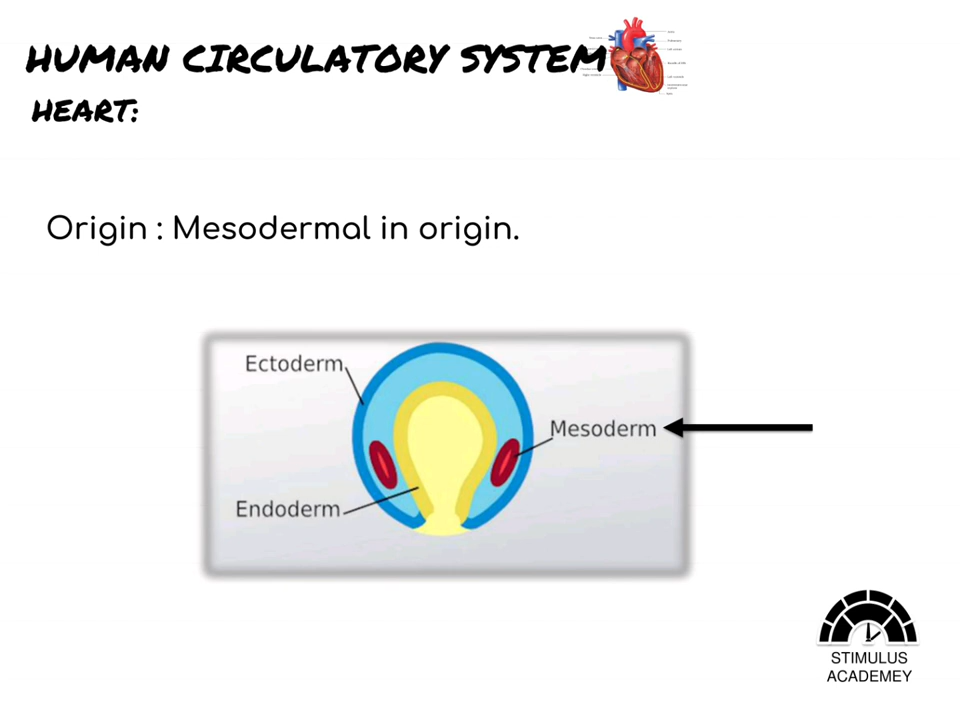 HUMAN CIRCULATORY SYSTEM
HEART:
Origin : Mesodermal in origin.
Ectoderm
Mesoderm
Endoderm
STIMULUS
ACADEMEY